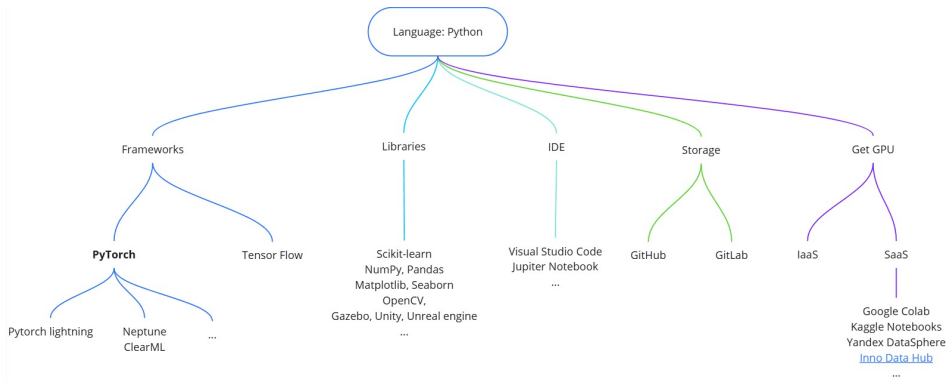 Language: Python
Frameworks
Libraries
IDE
Storage
Get GPU
PyTorch
Tensor Flow
Scikit-learn
NumPy, Pandas
Matplotlib, Seaborn
OpenCV,
Gazebo, Unity, Unreal engine
...
Visual Studio Code
Jupiter Notebook
...
GitHub
GitLab
IaaS
SaaS
Pytorch lightning
Neptune
ClearML
...
Google Colab
Kaggle Notebooks
Yandex DataSphere
Inno Data Hub
...